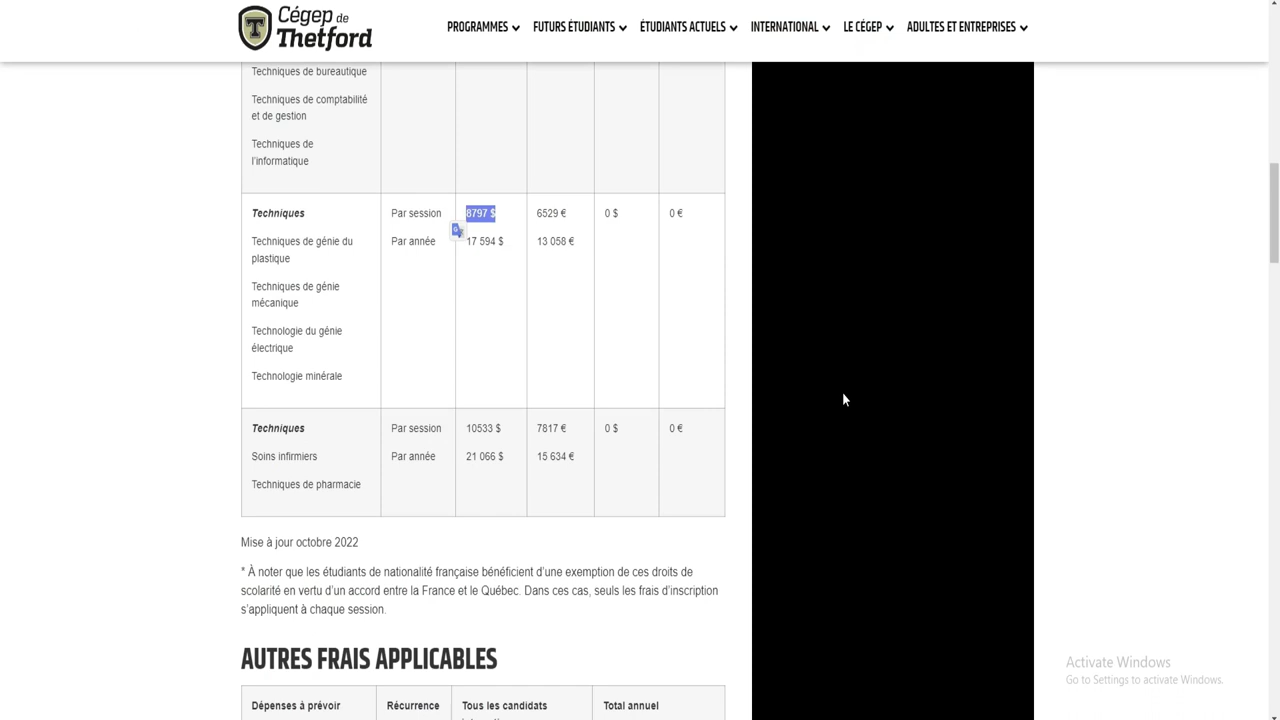 Cégep de
Thetford
PROGRAMMES FUTURS ÉTUDIANTS ÉTUDIANTS ACTUELS INTERNATIONAL LE CÉGEP ADULTES ET ENTREPRISES
Techniques de bureautique
Techniques de comptabilité
et de gestion
Techniques de
l'informatique
Techniques Par session 8797 $ 6529 € 0 $ 0 €
Techniques de génie du Par année 17 594 $ 13 058 €
plastique
Techniques de génie
mécanique
Technologie du génie
électrique
Technologie minérale
Techniques Par session 10533 $ 7817 € 0 $ 0 €
Soins infirmiers Par année 21 066 $ 15 634 €
Techniques de pharmacie
Mise à jour octobre 2022
* À noter que les étudiants de nationalité française bénéficient d'une exemption de ces droits de
scolarité en vertu d'un accord entre la France et le Québec. Dans ces cas, seuls les frais d'inscription
s'appliquent à chaque session.
AUTRES FRAIS APPLICABLES
Dépenses à prévoir Récurrence Tous les candidats Total annuel
Activate Windows
Go to Settings to activate Windows.